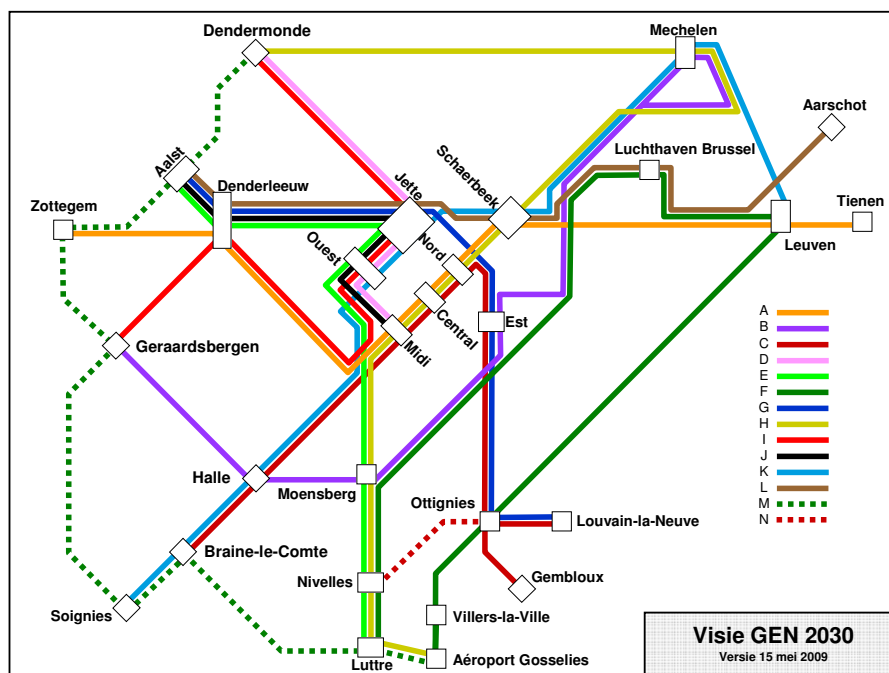 Dendermonde
Mechelen
Aarschot
Aalst
Denderleeuw
Jette
Schaerbeek
Luchthaven Brussel
Zottegem
Tienen
Ouest
Nord
Leuven
Central
Est
Midi
Geraardsbergen
A
B
C
D
E
F
G
H
I
J
K
L
M
N
Halle
Moensberg
Ottignies
Louvain-la-Neuve
Braine-le-Comte
Nivelles
Gembloux
Soignies
Villers-la-Ville
Luttre
Aéroport Gosselies
Visie GEN 2030
Versie 15 mei 2009